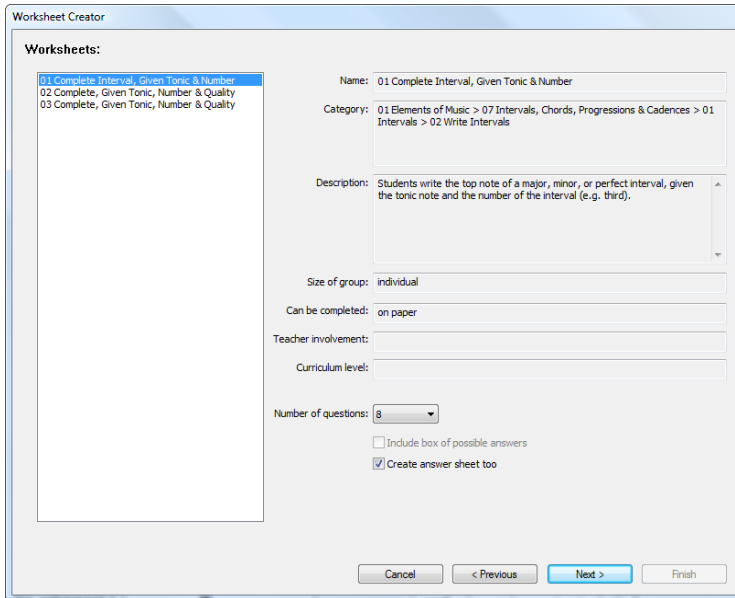 Worksheet Creator
Worksheets:
01 Complete Interval, Given Tonic & Number
02 Complete, Given Tonic, Number & Quality
03 Complete, Given Tonic, Number & Quality
Name: 01 Complete Interval, Given Tonic & Number
Category: 01 Elements of Music > 07 Intervals, Chords, Progressions & Cadences > 01
Intervals > 02 Write Intervals
Description: Students write the top note of a major, minor, or perfect interval, given
the tonic note and the number of the interval (e.g. third).
Size of group: individual
Can be completed: on paper
Teacher involvement:
Curriculum level:
Number of questions: 8
Include box of possible answers
Create answer sheet too
Cancel < Previous Next > Finish